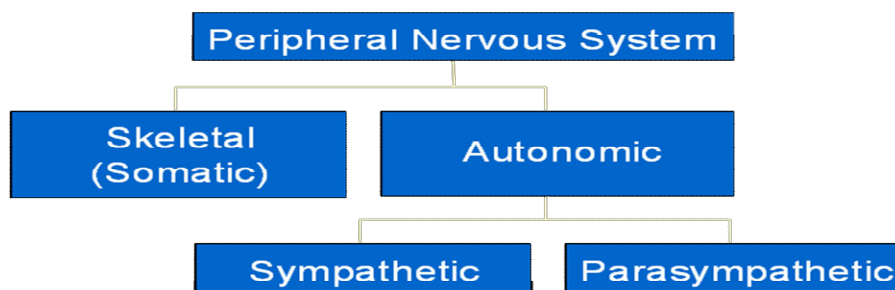 Peripheral Nervous System
Skeletal
(Somatic)
Autonomic
Sympathetic
Parasympathetic